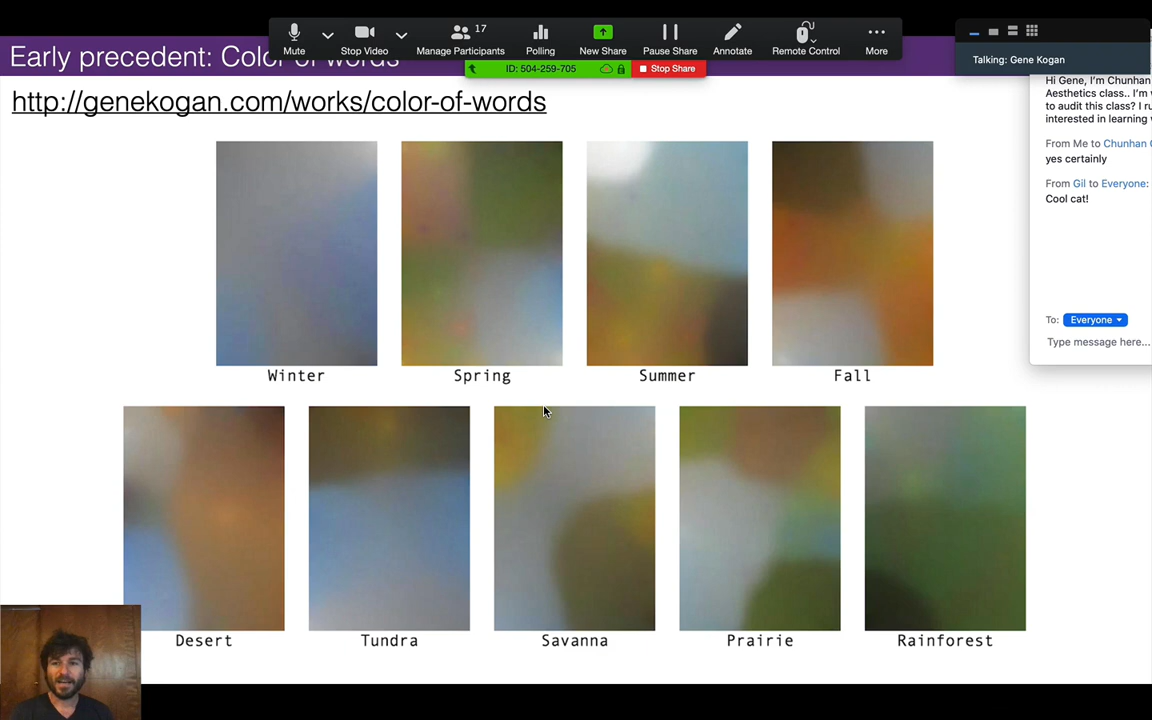 17
Mute
Stop Video
Manage Participants
Polling
New Share
Pause Share
Annotate
Remote Control
More
ID: 504-259-705
Stop Share
Talking: Gene Kogan
Early precedent: Color of words
http://genekogan.com/works/color-of-words
Hi Gene, I'm Chunhan
Aesthetics class.. I'm
to audit this class? I
interested in learning
From Me to Chunhan
yes certainly
From Gil to Everyone:
Cool cat!
To: Everyone
Type message here...
Winter
Spring
Summer
Fall
Desert
Tundra
Savanna
Prairie
Rainforest